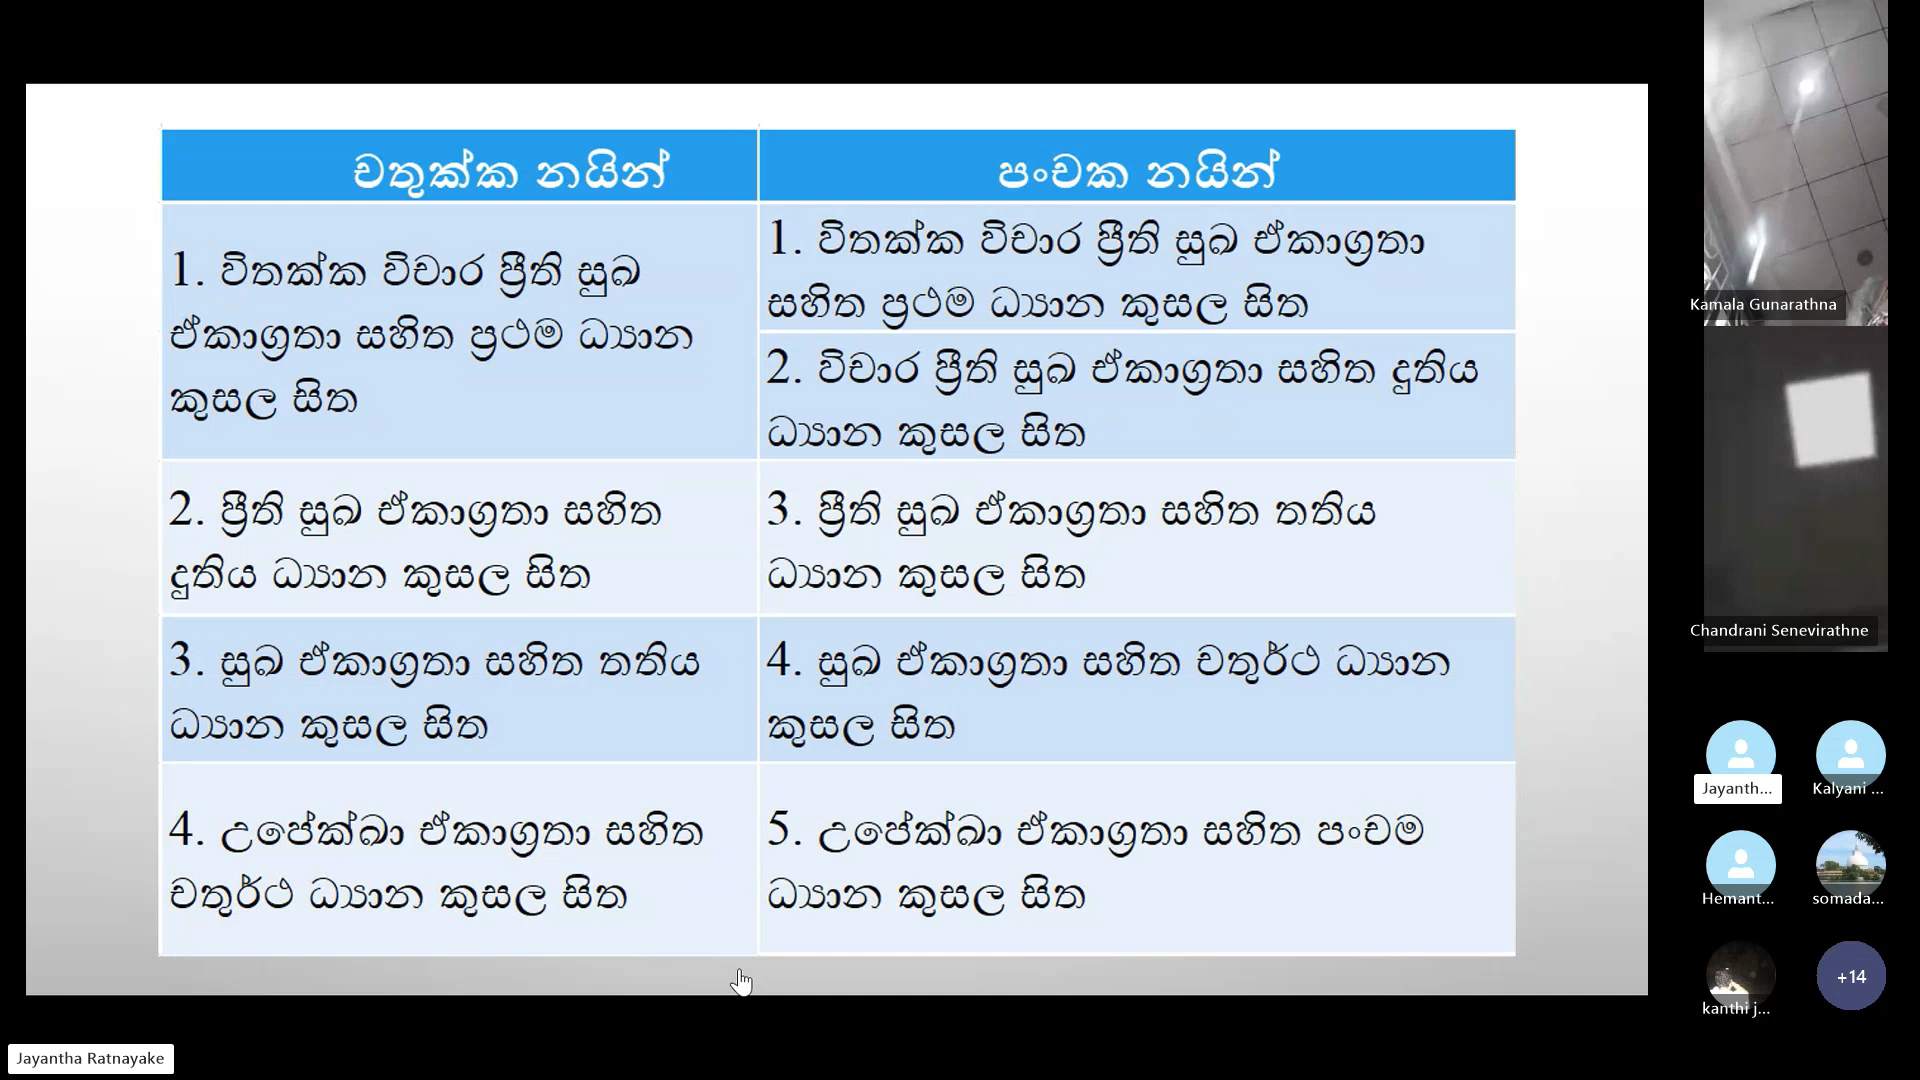 චතුක්ක නයින්
පංචක නයින්
1. විතක්ක විචාර ප්‍රීති සුඛ
ඒකාග්‍රතා සහිත ප්‍රථම ධ්‍යාන
කුසල සිත
1. විතක්ක විචාර ප්‍රීති සුඛ ඒකාග්‍රතා
සහිත ප්‍රථම ධ්‍යාන කුසල සිත
2. විචාර ප්‍රීති සුඛ ඒකාග්‍රතා සහිත දුතිය
ධ්‍යාන කුසල සිත
2. ප්‍රීති සුඛ ඒකාග්‍රතා සහිත
දුතිය ධ්‍යාන කුසල සිත
3. ප්‍රීති සුඛ ඒකාග්‍රතා සහිත තතිය
ධ්‍යාන කුසල සිත
3. සුඛ ඒකාග්‍රතා සහිත තතිය
ධ්‍යාන කුසල සිත
4. සුඛ ඒකාග්‍රතා සහිත චතුර්ථ ධ්‍යාන
කුසල සිත
4. උපේක්ඛා ඒකාග්‍රතා සහිත
චතුර්ථ ධ්‍යාන කුසල සිත
5. උපේක්ඛා ඒකාග්‍රතා සහිත පංචම
ධ්‍යාන කුසල සිත
Kamala Gunarathna
Chandrani Senevirathne
Jayanth...
Kalyani ...
Hemant...
somada...
kanthi j...
+14
Jayantha Ratnayake